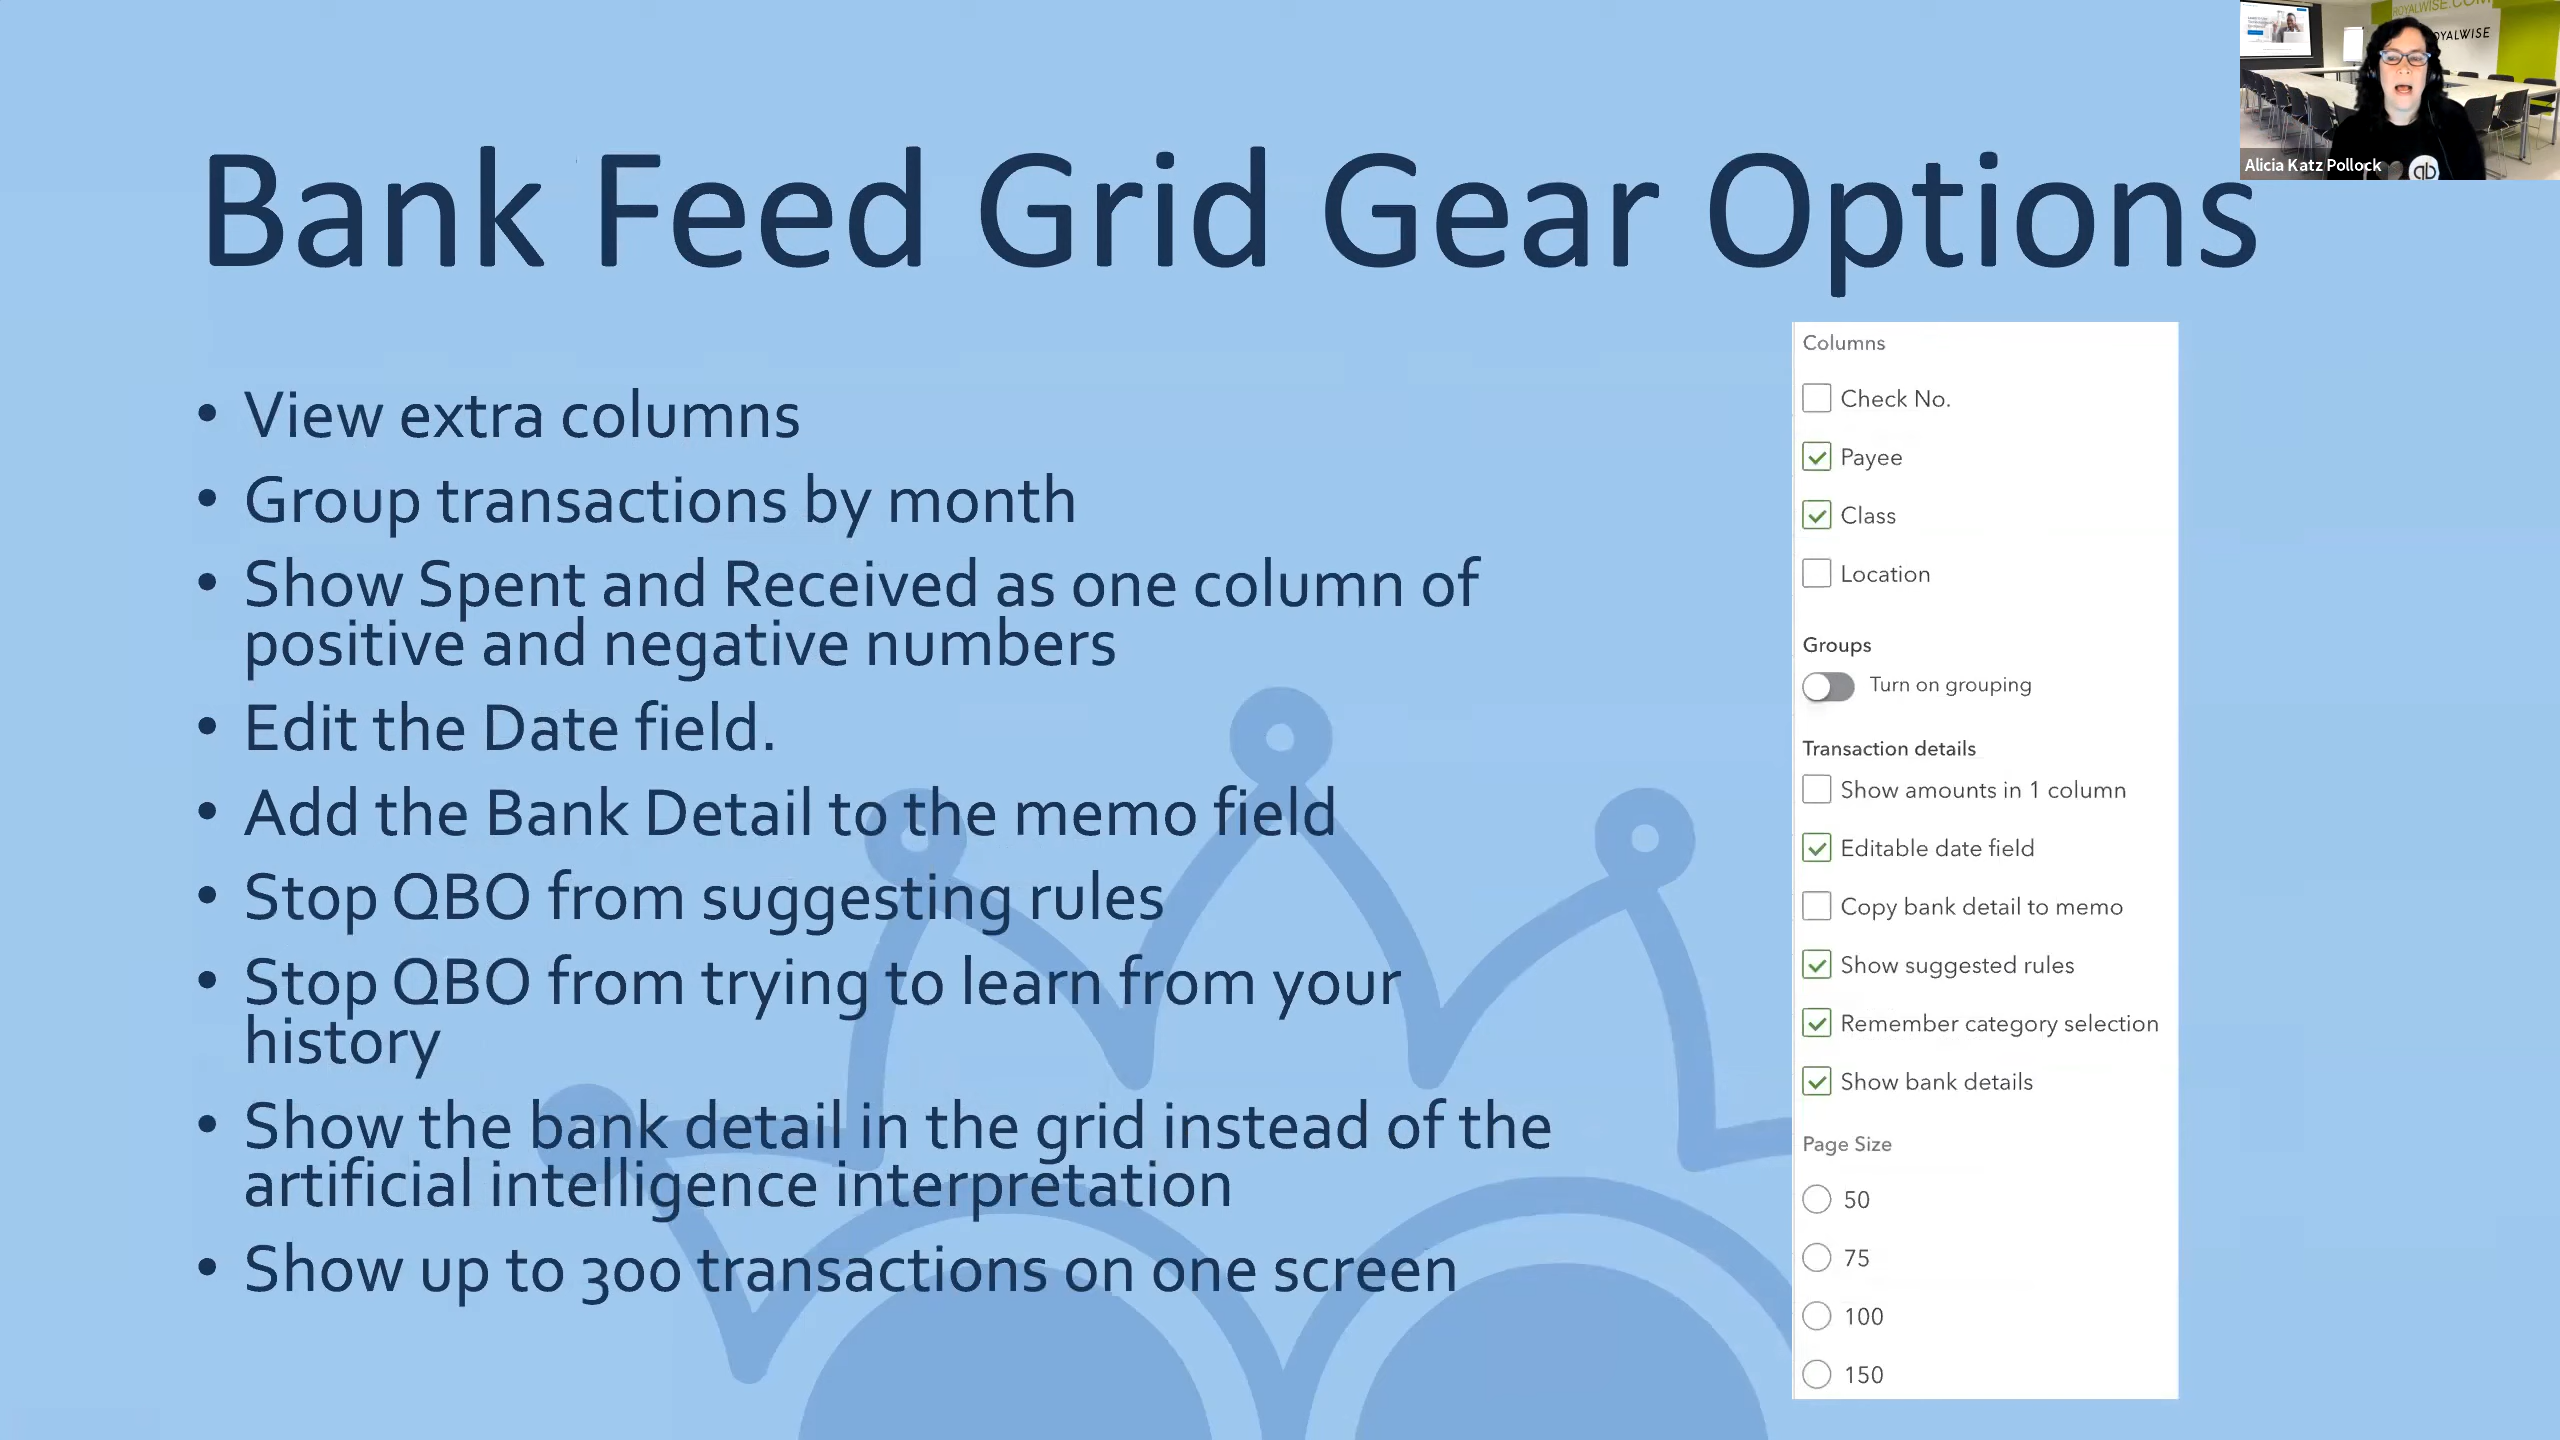 Bank Feed Grid Gear Options
• View extra columns
• Group transactions by month
• Show Spent and Received as one column of
positive and negative numbers
• Edit the Date field.
• Add the Bank Detail to the memo field
• Stop QBO from suggesting rules
• Stop QBO from trying to learn from your
history
• Show the bank detail in the grid instead of the
artificial intelligence interpretation
• Show up to 300 transactions on one screen
Columns
Check No.
Payee
Class
Location
Groups
Turn on grouping
Transaction details
Show amounts in 1 column
Editable date field
Copy bank detail to memo
Show suggested rules
Remember category selection
Show bank details
Page Size
50
75
100
150
ROYALWISE.COM
OYALWISE
qb
Alicia Katz Pollock